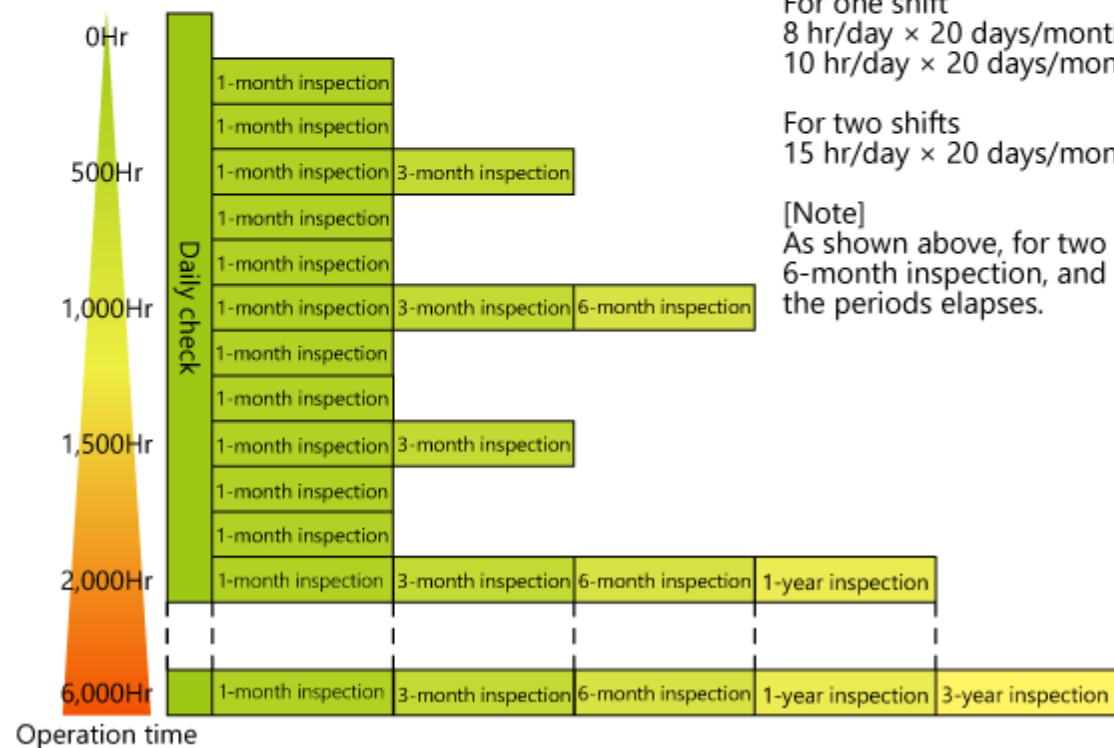 For one shift
8 hr/day × 20 days/mont
10 hr/day × 20 days/mon
For two shifts
15 hr/day × 20 days/mon
[Note]
As shown above, for two
6-month inspection, and
the periods elapses.
0Hr
Daily check
1-month inspection
1-month inspection
500Hr 1-month inspection 3-month inspection
1-month inspection
1-month inspection
1,000Hr 1-month inspection 3-month inspection 6-month inspection
1-month inspection
1-month inspection
1,500Hr 1-month inspection 3-month inspection
1-month inspection
1-month inspection
2,000Hr 1-month inspection 3-month inspection 6-month inspection 1-year inspection
6,000Hr 1-month inspection 3-month inspection 6-month inspection 1-year inspection 3-year inspection
Operation time